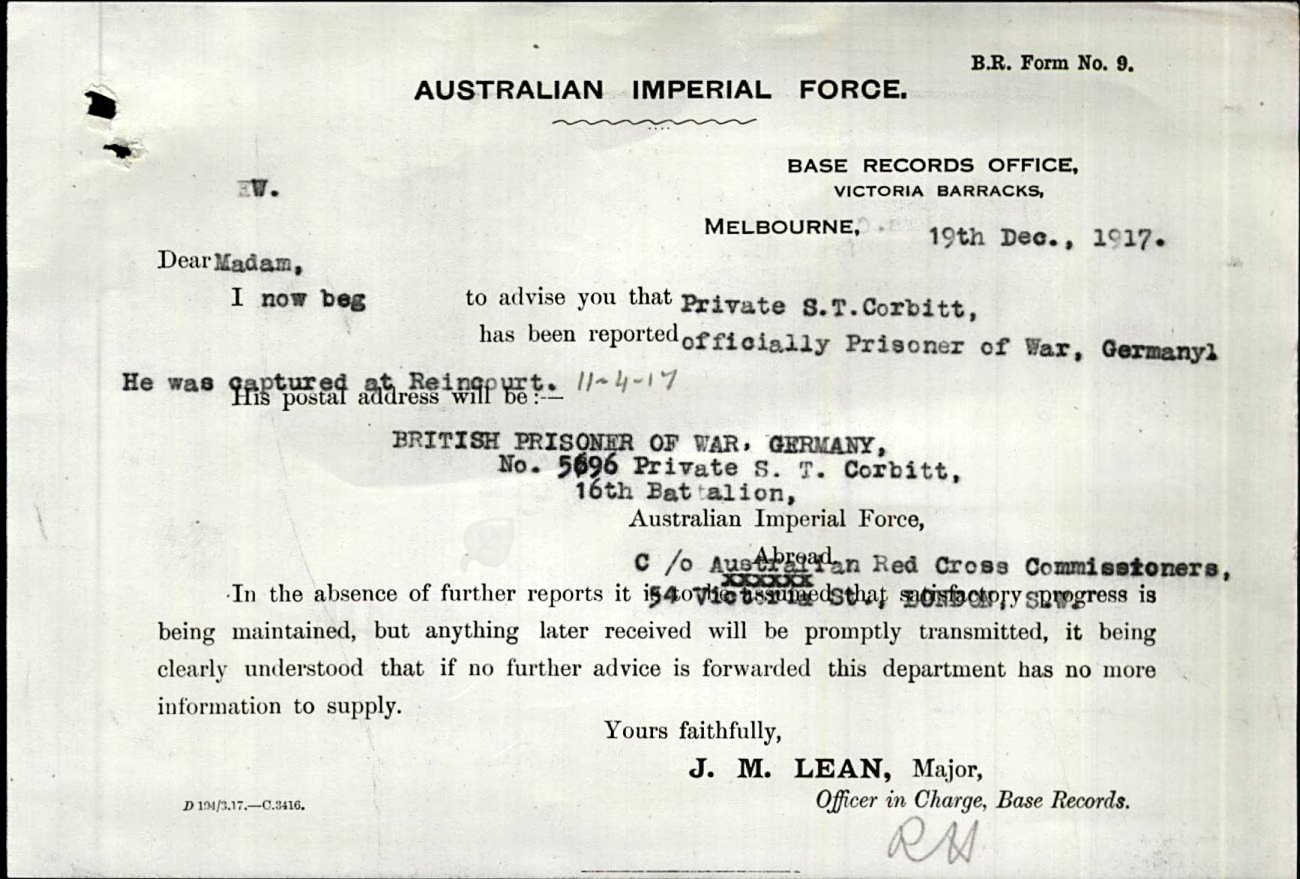 B.R. Form No. 9.
AUSTRALIAN IMPERIAL FORCE.
BASE RECORDS OFFICE,
VICTORIA BARRACKS,
W.
MELBOURNE, 19th Dec., 1917.
Dear Madam,
I now beg to advise you that Private S.T.Corbitt,
has been reported officially Prisoner of War, Germanyl
He was captured at Reincourt. 11-4-17
His postal address will be :—
BRITISH PRISONER OF WAR, GERMANY,
No. 5696 Private S. T. Corbitt,
16th Battalion,
Australian Imperial Force,
Abroad
C/o Australian Red Cross Commissioners,
xxxxxx
54 Victoria St., LONDON, S.W.
In the absence of further reports it is to be assumed that satisfactory progress is
being maintained, but anything later received will be promptly transmitted, it being
clearly understood that if no further advice is forwarded this department has no more
information to supply.
Yours faithfully,
J. M. LEAN, Major,
Officer in Charge, Base Records.
D 194/3.17.—C.3416.
RH